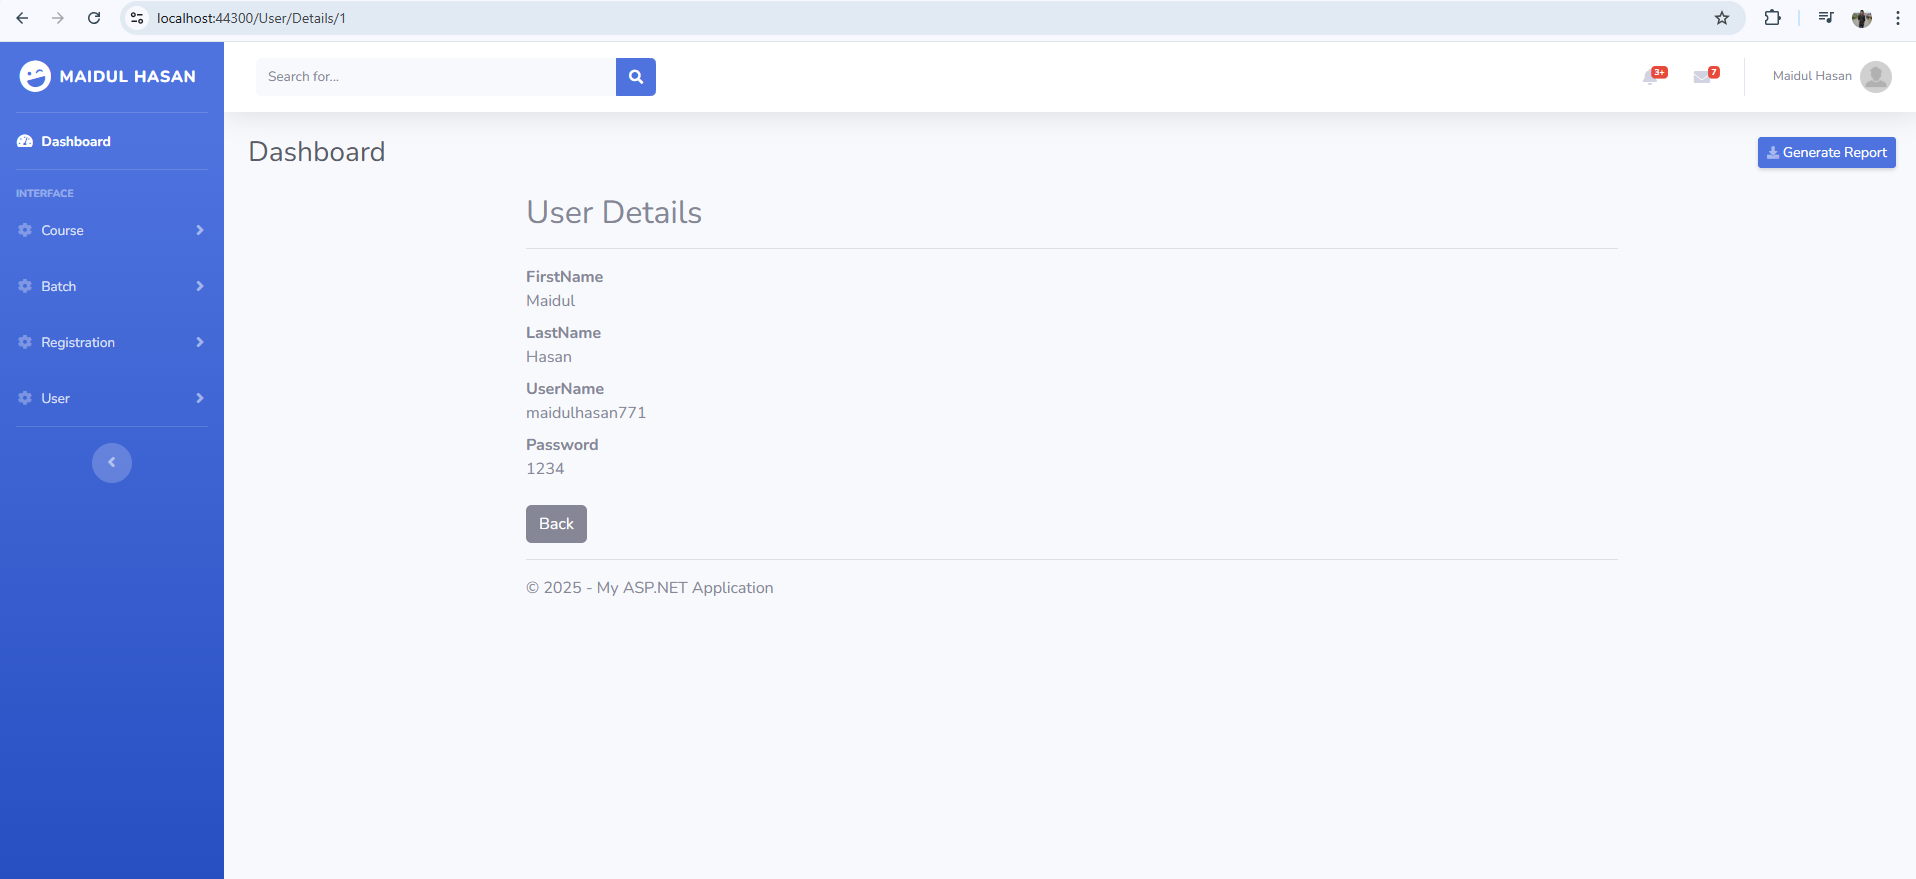 localhost:44300/User/Details/1
MAIDUL HASAN
Search for...
3+
7
Maidul Hasan
Dashboard
INTERFACE
Course
Batch
Registration
User
Dashboard
Generate Report
User Details
FirstName
Maidul
LastName
Hasan
UserName
maidulhasan771
Password
1234
Back
© 2025 - My ASP.NET Application